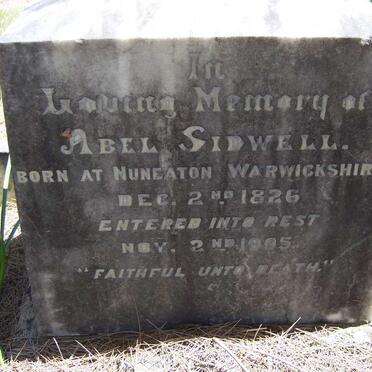 In
Loving Memory of
ABEL SIDWELL.
BORN AT NUNEATON WARWICKSHIR
DEC. 2ND 1826
ENTERED INTO REST
NOV. 2ND 1905.
"FAITHFUL UNTO DEATH."